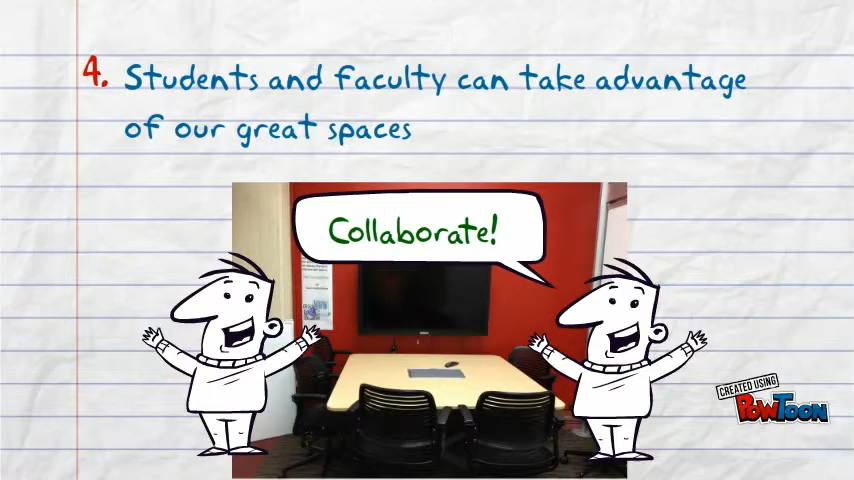 4. Students and faculty can take advantage
of our great spaces
Collaborate!
CREATED USING
POWTOON